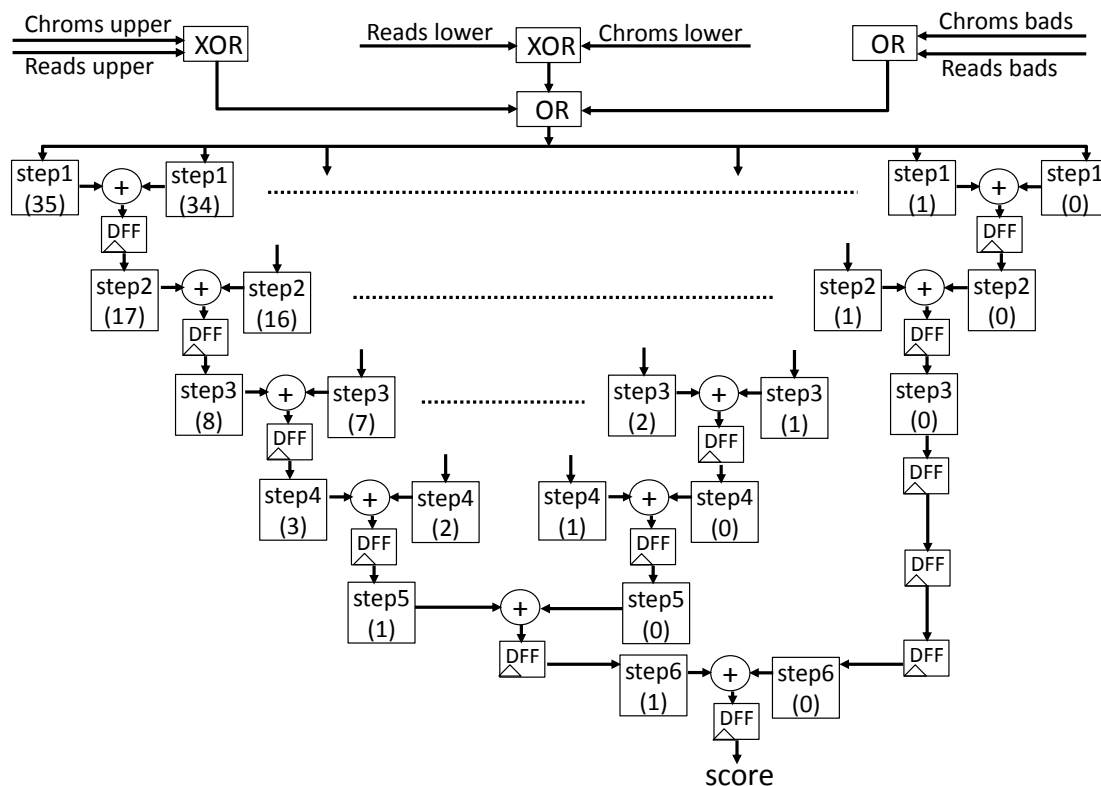 Chroms upper
Reads upper
XOR
Reads lower
XOR
Chroms lower
OR
Chroms bads
Reads bads
OR
step1
(35)
+
step1
(34)
step1
(1)
+
step1
(0)
DFF
DFF
step2
(17)
+
step2
(16)
step2
(1)
+
step2
(0)
DFF
DFF
step3
(8)
+
step3
(7)
step3
(2)
+
step3
(1)
step3
(0)
DFF
DFF
DFF
step4
(3)
+
step4
(2)
step4
(1)
+
step4
(0)
DFF
DFF
DFF
step5
(1)
+
step5
(0)
DFF
DFF
step6
(1)
+
step6
(0)
DFF
score